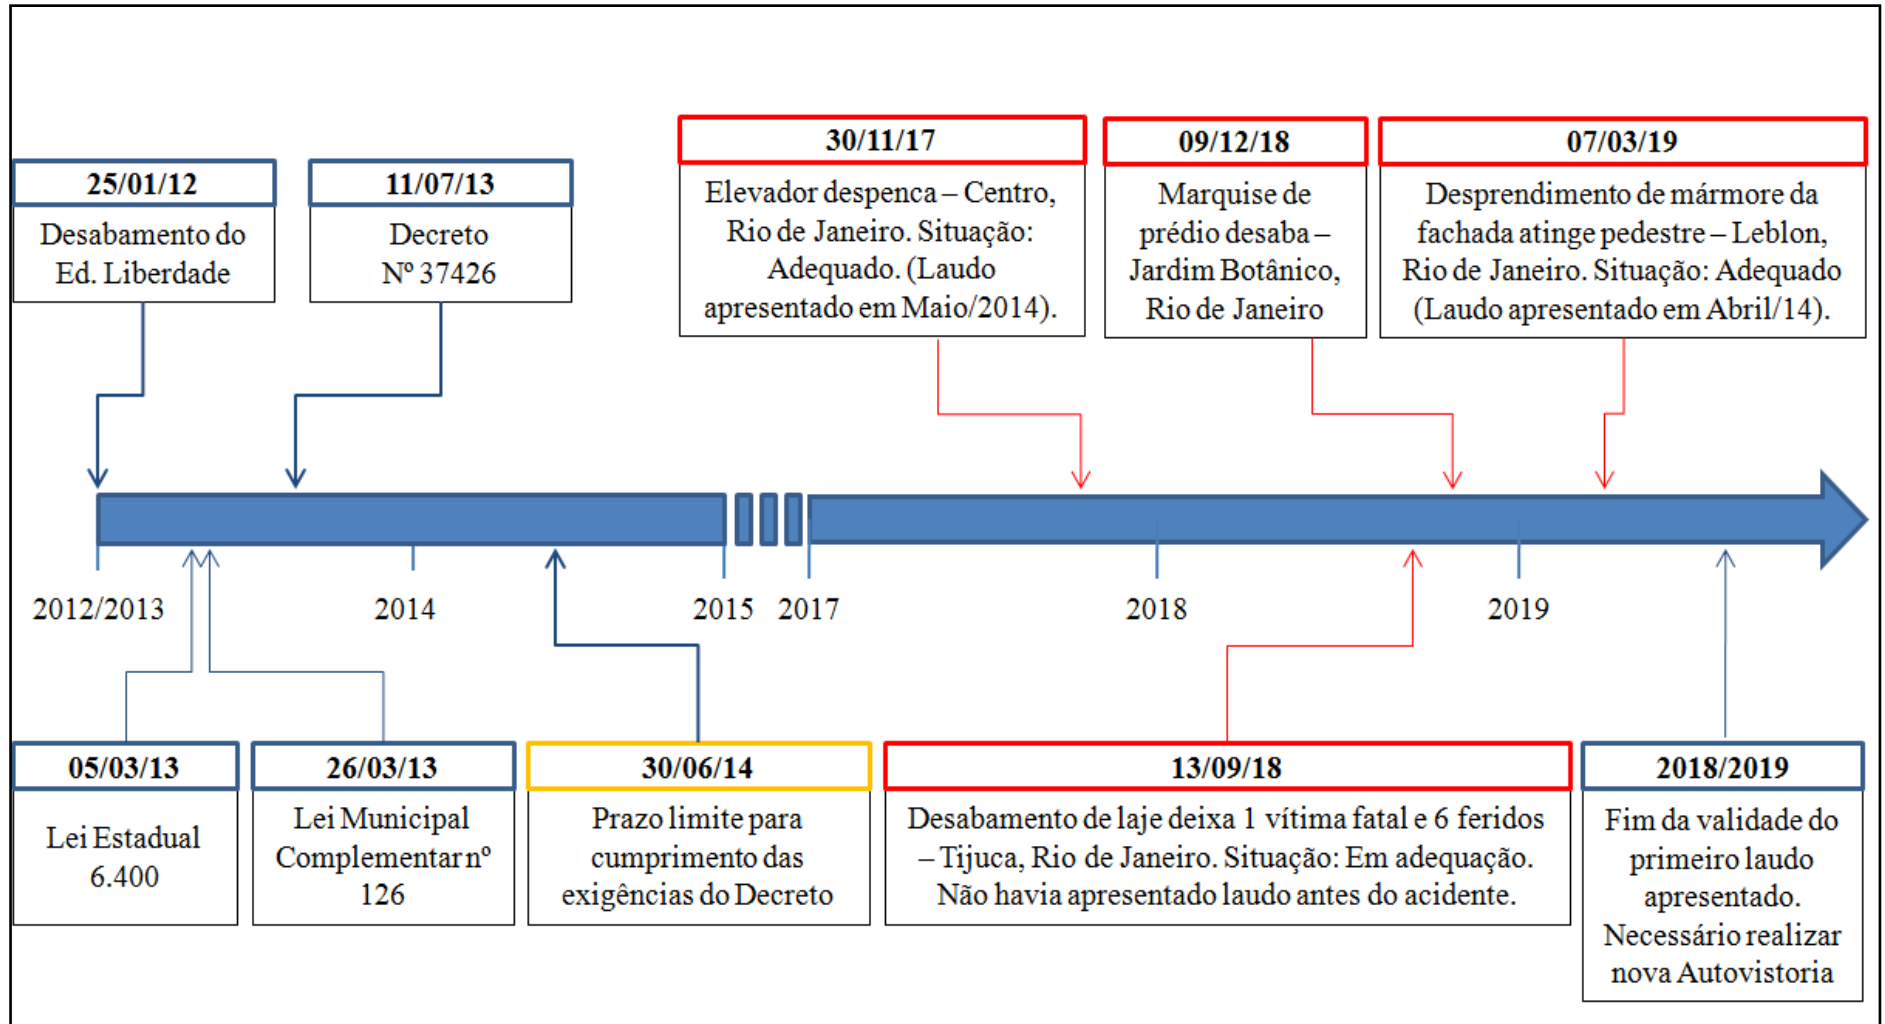 25/01/12
Desabamento do
Ed. Liberdade
11/07/13
Decreto
Nº 37426
30/11/17
Elevador despenca – Centro,
Rio de Janeiro. Situação:
Adequado. (Laudo
apresentado em Maio/2014).
09/12/18
Marquise de
prédio desaba –
Jardim Botânico,
Rio de Janeiro
07/03/19
Desprendimento de mármore da
fachada atinge pedestre – Leblon,
Rio de Janeiro. Situação: Adequado
(Laudo apresentado em Abril/14).
2012/2013
2014
2015
2017
2018
2019
05/03/13
Lei Estadual
6.400
26/03/13
Lei Municipal
Complementar nº
126
30/06/14
Prazo limite para
cumprimento das
exigências do Decreto
13/09/18
Desabamento de laje deixa 1 vítima fatal e 6 feridos
– Tijuca, Rio de Janeiro. Situação: Em adequação.
Não havia apresentado laudo antes do acidente.
2018/2019
Fim da validade do
primeiro laudo
apresentado.
Necessário realizar
nova Autovistoria